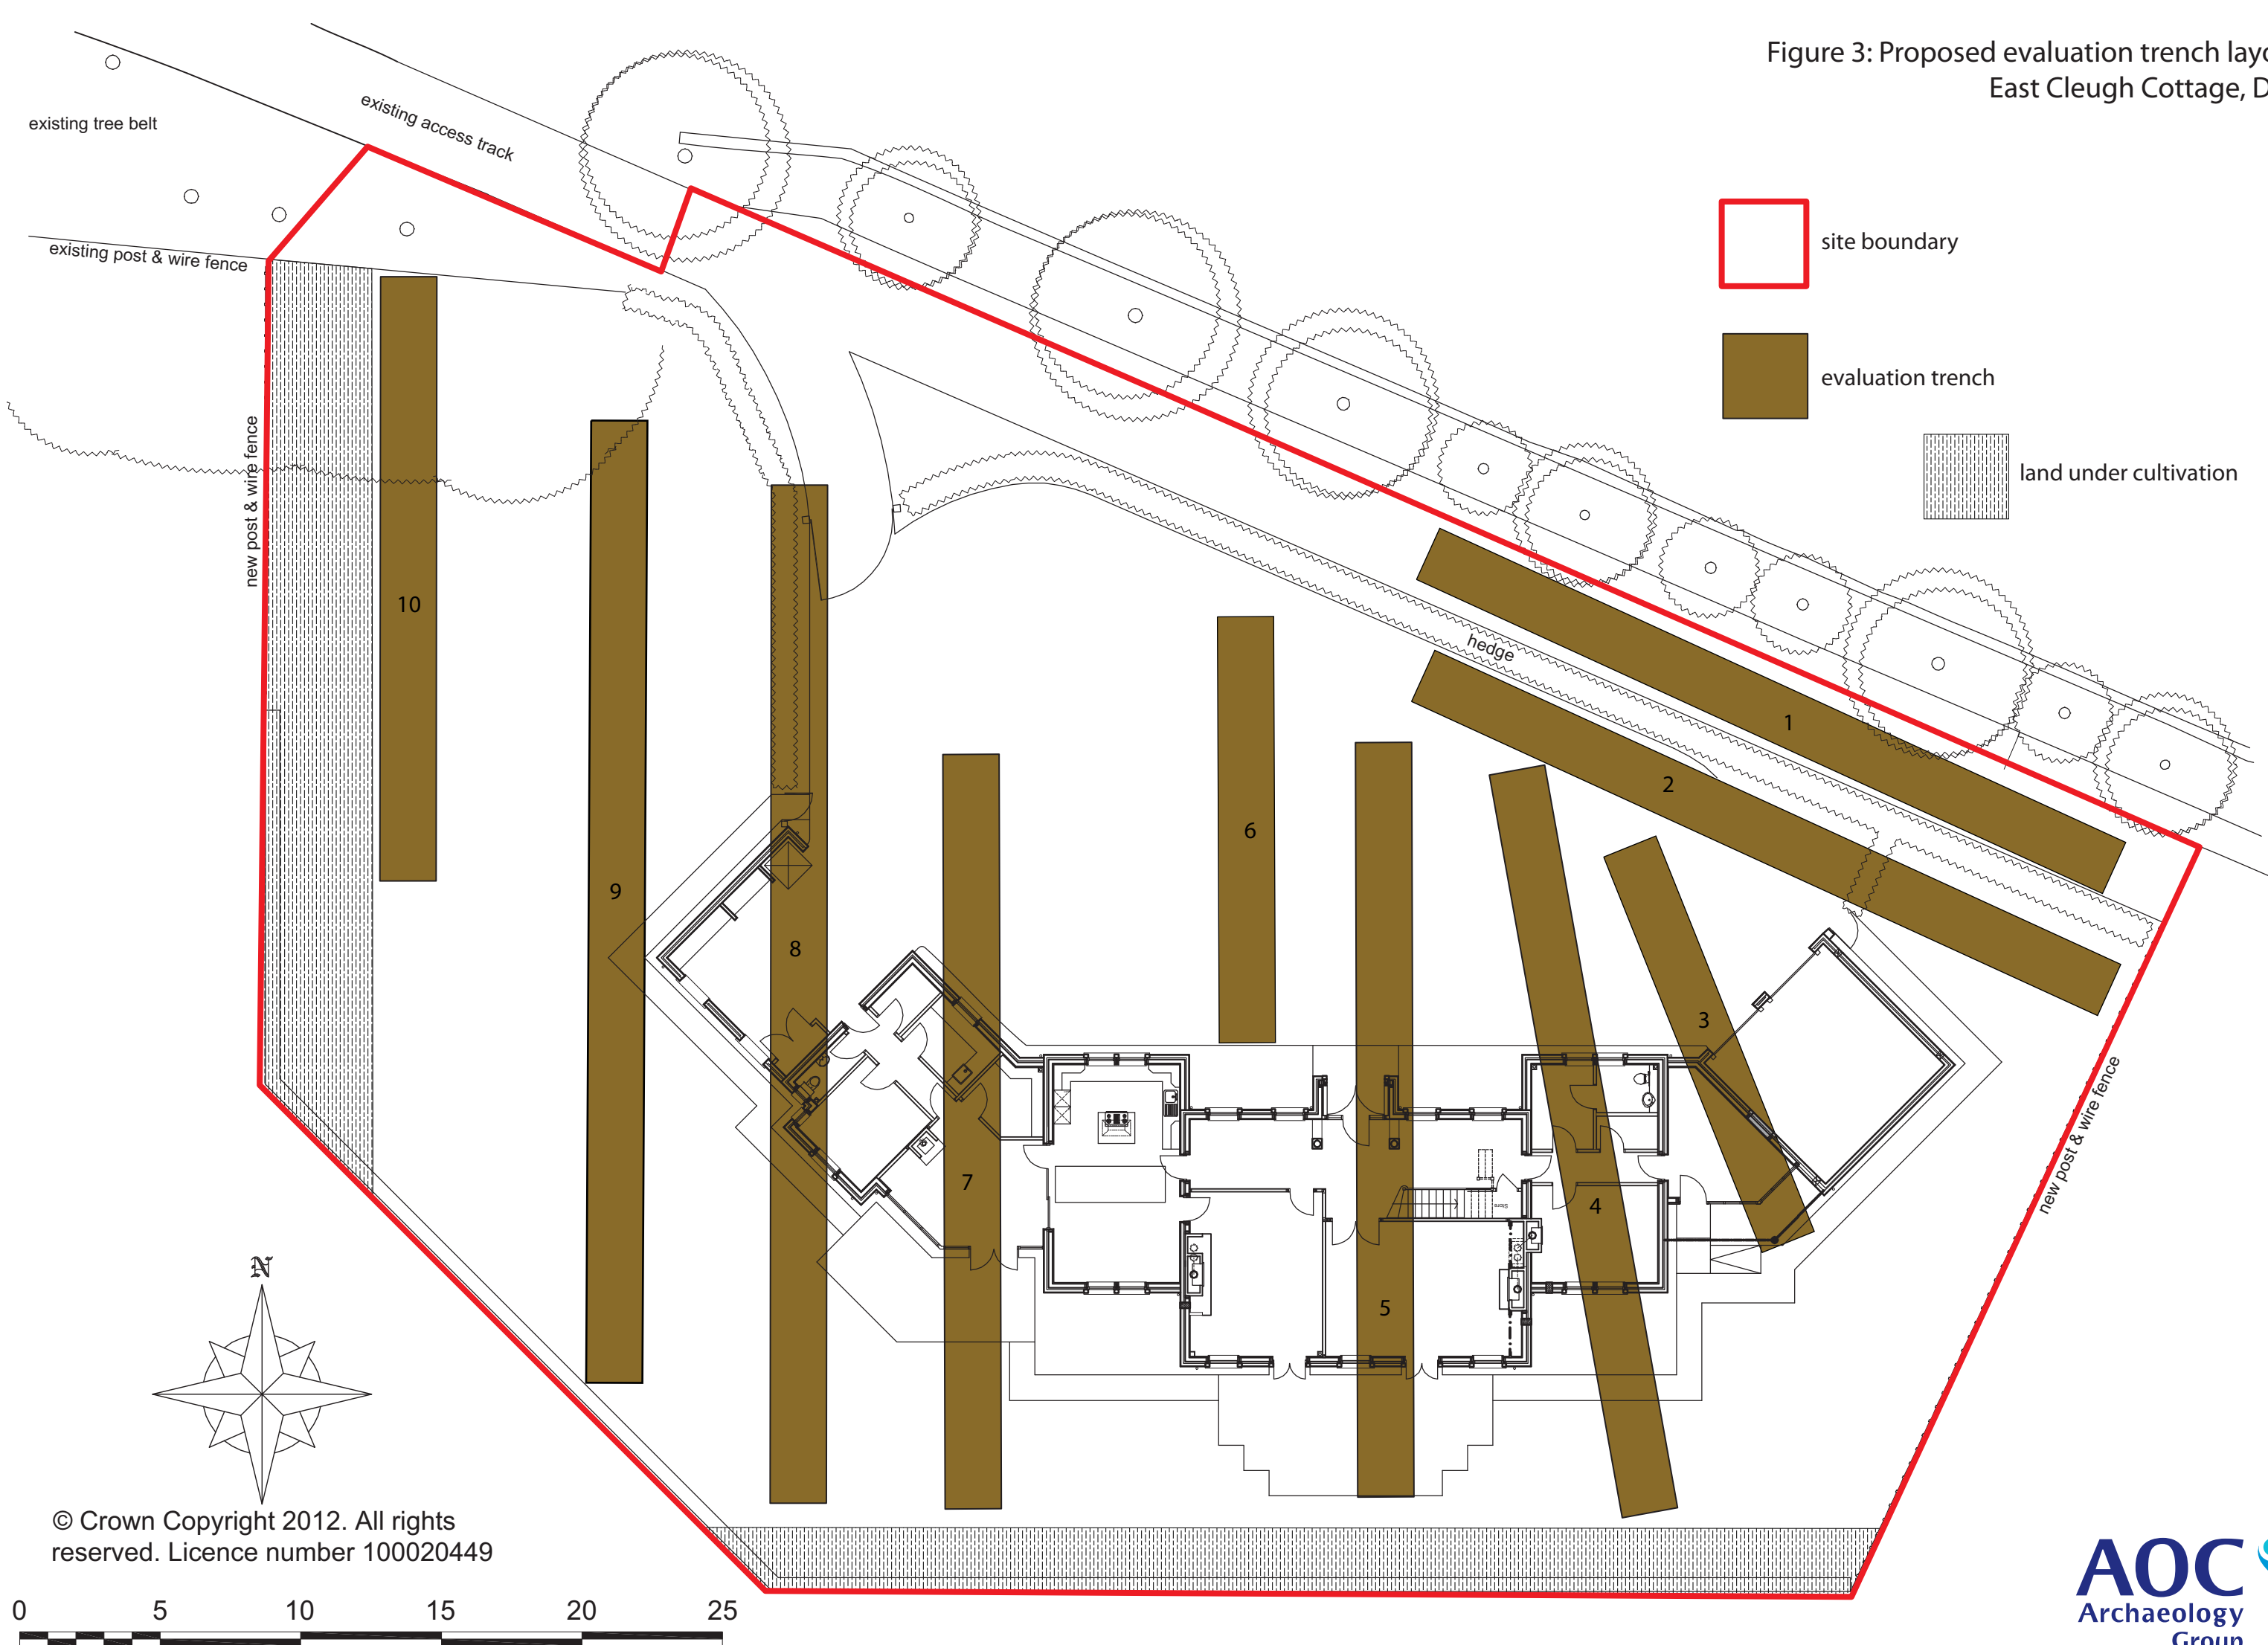 Figure 3: Proposed evaluation trench
East Cleugh Cottage,
existing tree belt
existing access track
existing post & wire fence
site boundary
evaluation trench
land under cultivation
new post & wire fence
hedge
10
9
8
7
6
5
4
3
2
1
Store
new post & wire fence
N
© Crown Copyright 2012. All rights
reserved. Licence number 100020449
0 5 10 15 20 25
AOC
Archaeology
Group